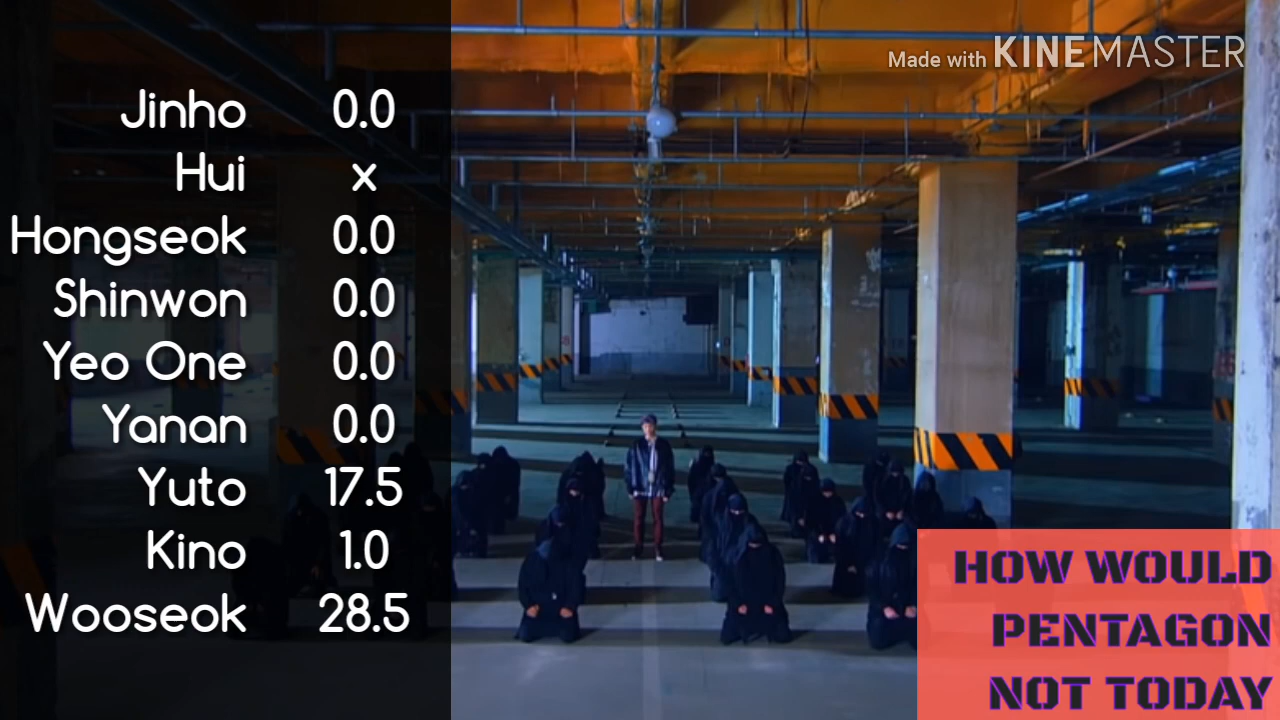 Made with KINEMASTER
Jinho 0.0
Hui x
Hongseok 0.0
Shinwon 0.0
Yeo One 0.0
Yanan 0.0
Yuto 17.5
Kino 1.0
Wooseok 28.5
HOW WOULD
PENTAGON
NOT TODAY